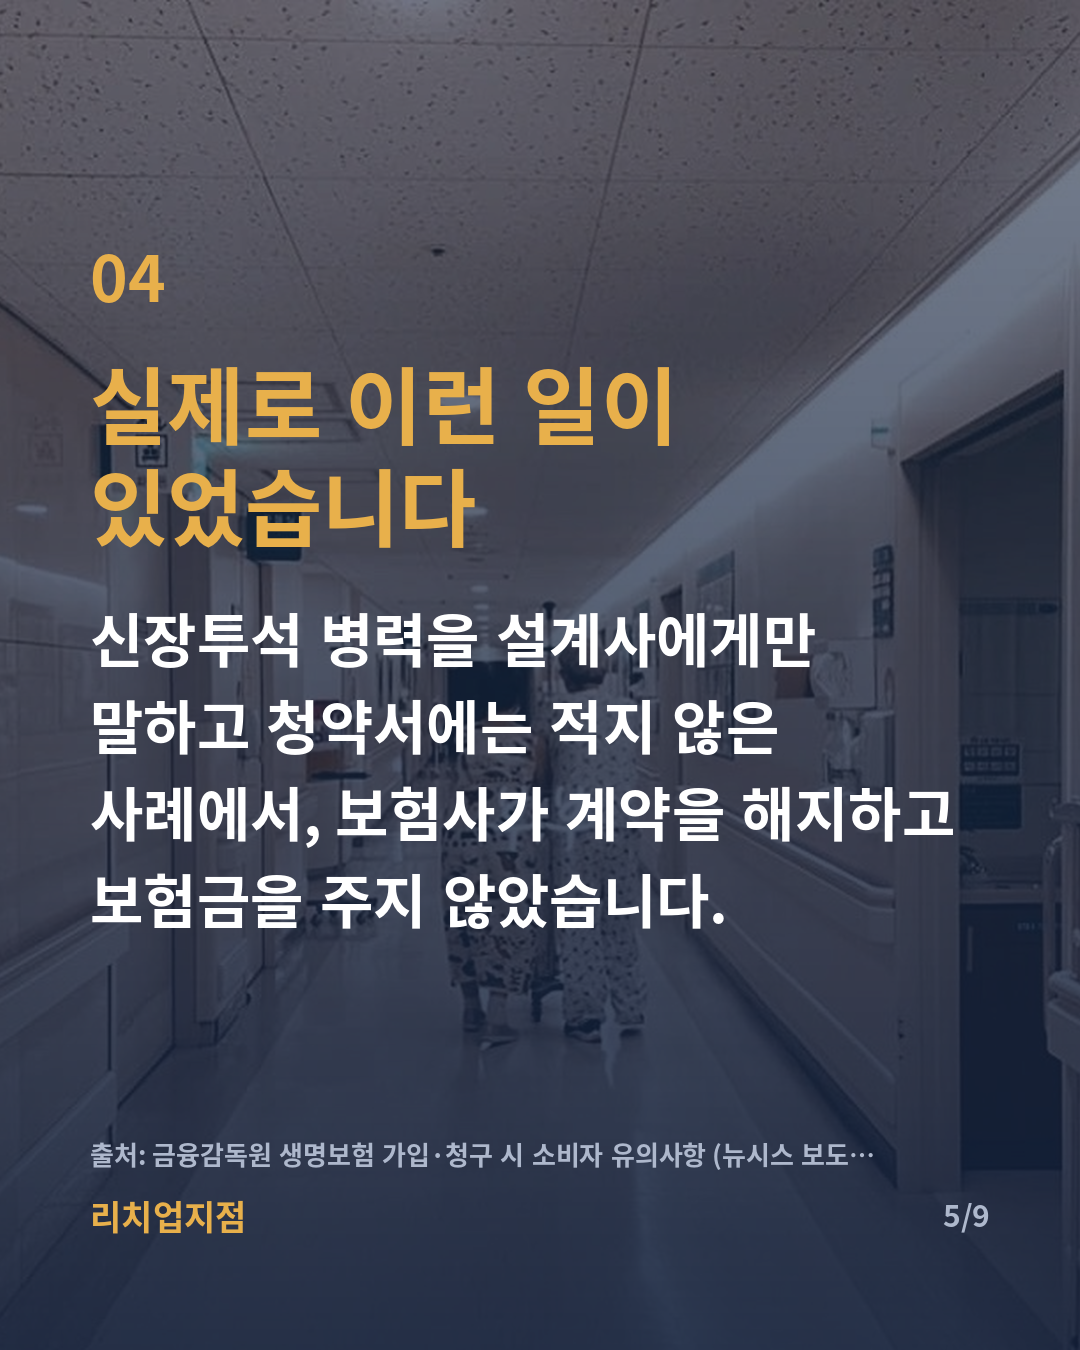 04
실제로 이런 일이
있었습니다
신장투석 병력을 설계사에게만
말하고 청약서에는 적지 않은
사례에서, 보험사가 계약을 해지하고
보험금을 주지 않았습니다.
출처: 금융감독원 생명보험 가입·청구 시 소비자 유의사항 (뉴시스 보도…
리치업지점
5/9